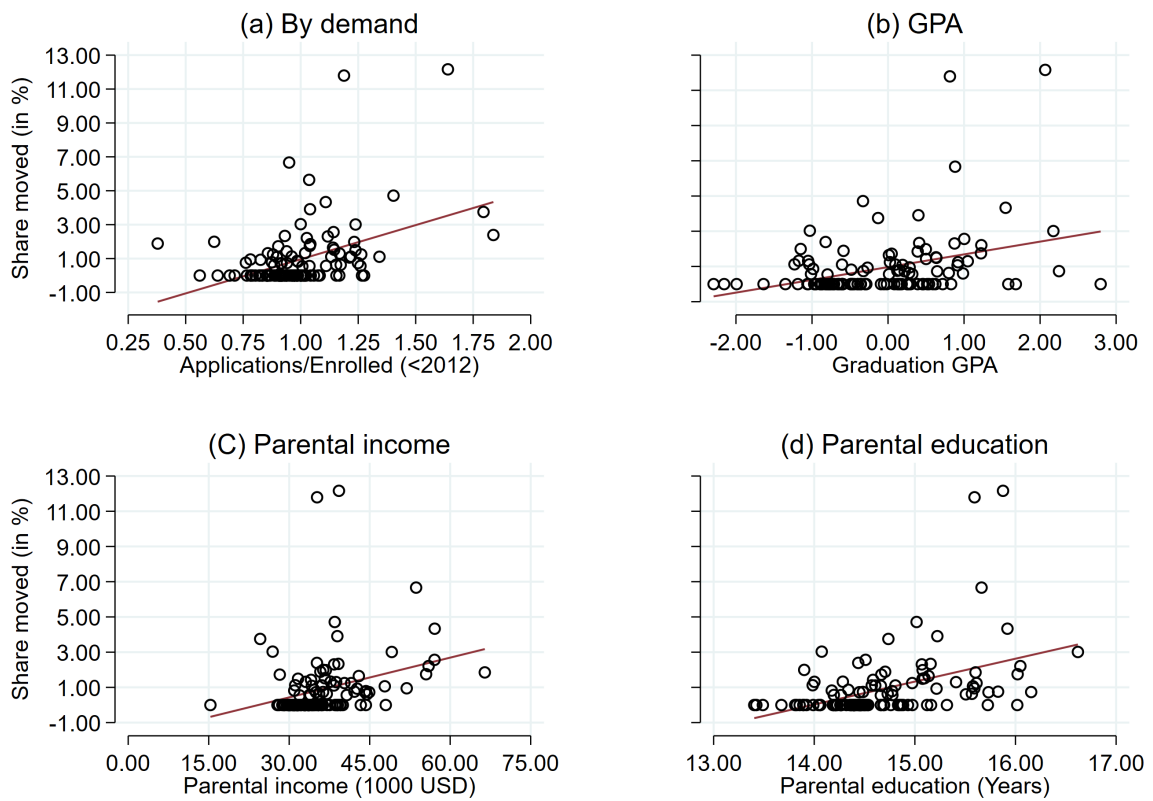 (a) By demand
(b) GPA
Share moved (in %)
13.00
11.00
9.00
7.00
5.00
3.00
1.00
-1.00
0.25 0.50 0.75 1.00 1.25 1.50 1.75 2.00
Applications/Enrolled (<2012)
-2.00 -1.00 0.00 1.00 2.00 3.00
Graduation GPA
(C) Parental income
(d) Parental education
Share moved (in %)
13.00
11.00
9.00
7.00
5.00
3.00
1.00
-1.00
0.00 15.00 30.00 45.00 60.00 75.00
Parental income (1000 USD)
13.00 14.00 15.00 16.00 17.00
Parental education (Years)